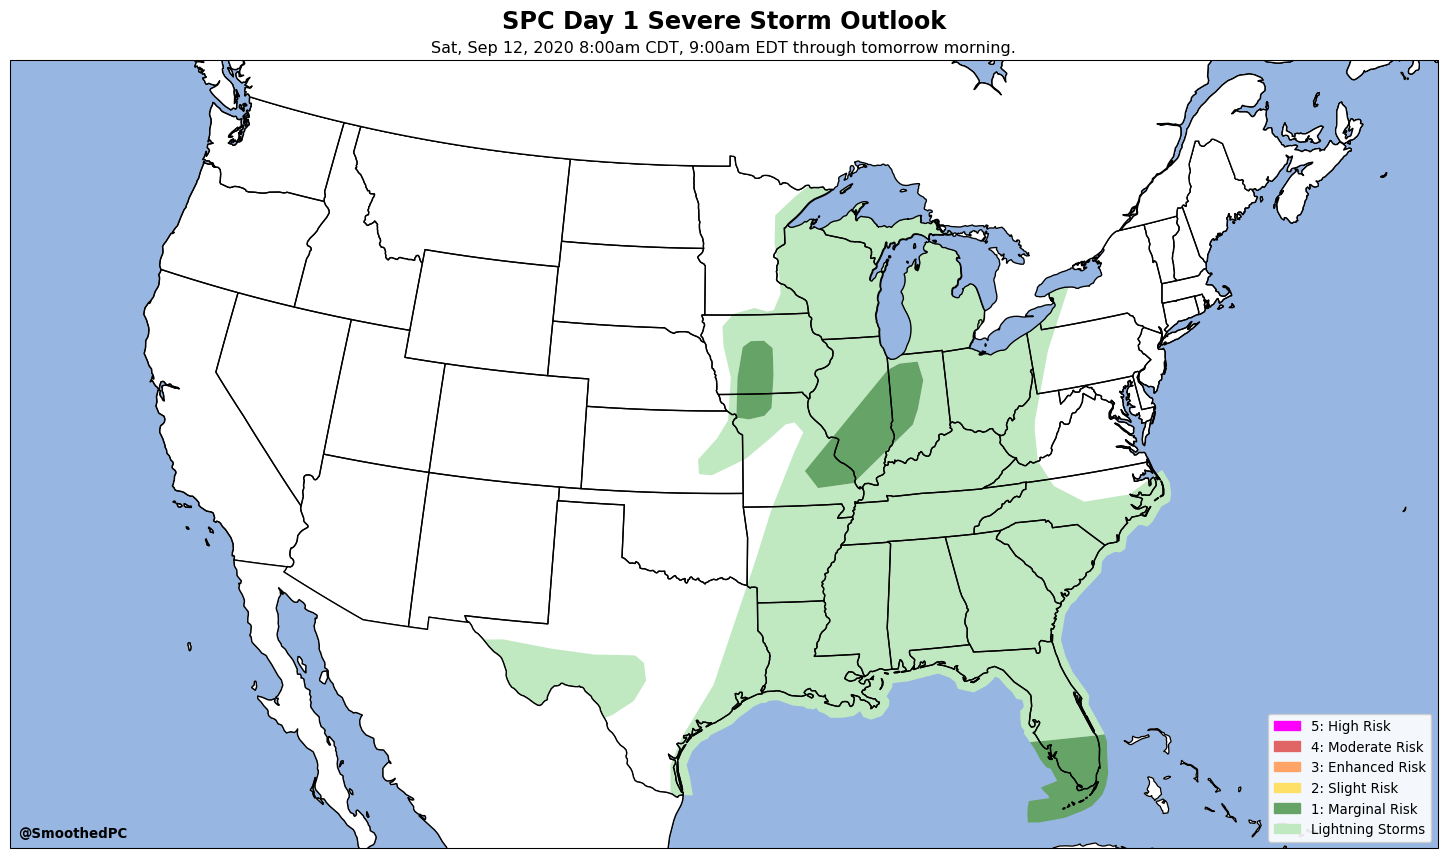 SPC Day 1 Severe Storm Outlook
Sat, Sep 12, 2020 8:00am CDT, 9:00am EDT through tomorrow morning.
5: High Risk
4: Moderate Risk
3: Enhanced Risk
2: Slight Risk
1: Marginal Risk
Lightning Storms
@SmoothedPC